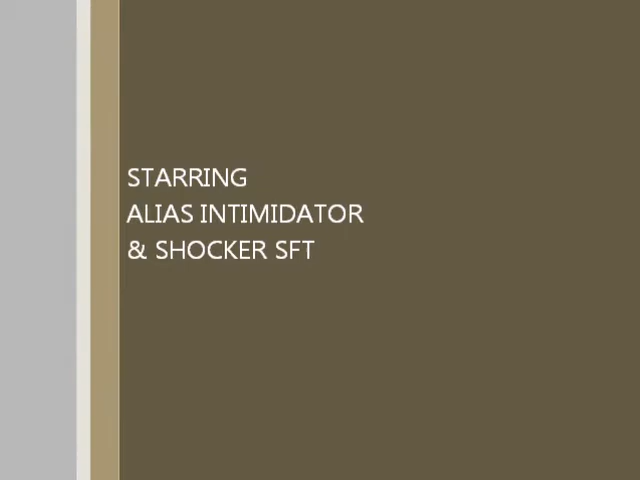 STARRING
ALIAS INTIMIDATOR
& SHOCKER SFT